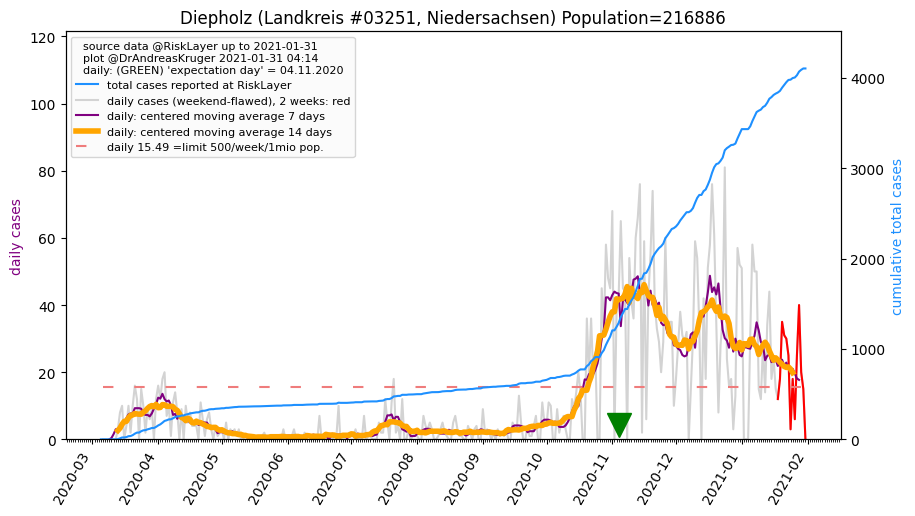 Diepholz (Landkreis #03251, Niedersachsen) Population=216886
source data @RiskLayer up to 2021-01-31
plot @DrAndreasKruger 2021-01-31 04:14
daily: (GREEN) 'expectation day' = 04.11.2020
total cases reported at RiskLayer
daily cases (weekend-flawed), 2 weeks: red
daily: centered moving average 7 days
daily: centered moving average 14 days
daily 15.49 =limit 500/week/1mio pop.
daily cases
120
100
80
60
40
20
0
cumulative total cases
4000
3000
2000
1000
0
2020-03
2020-04
2020-05
2020-06
2020-07
2020-08
2020-09
2020-10
2020-11
2020-12
2021-01
2021-02